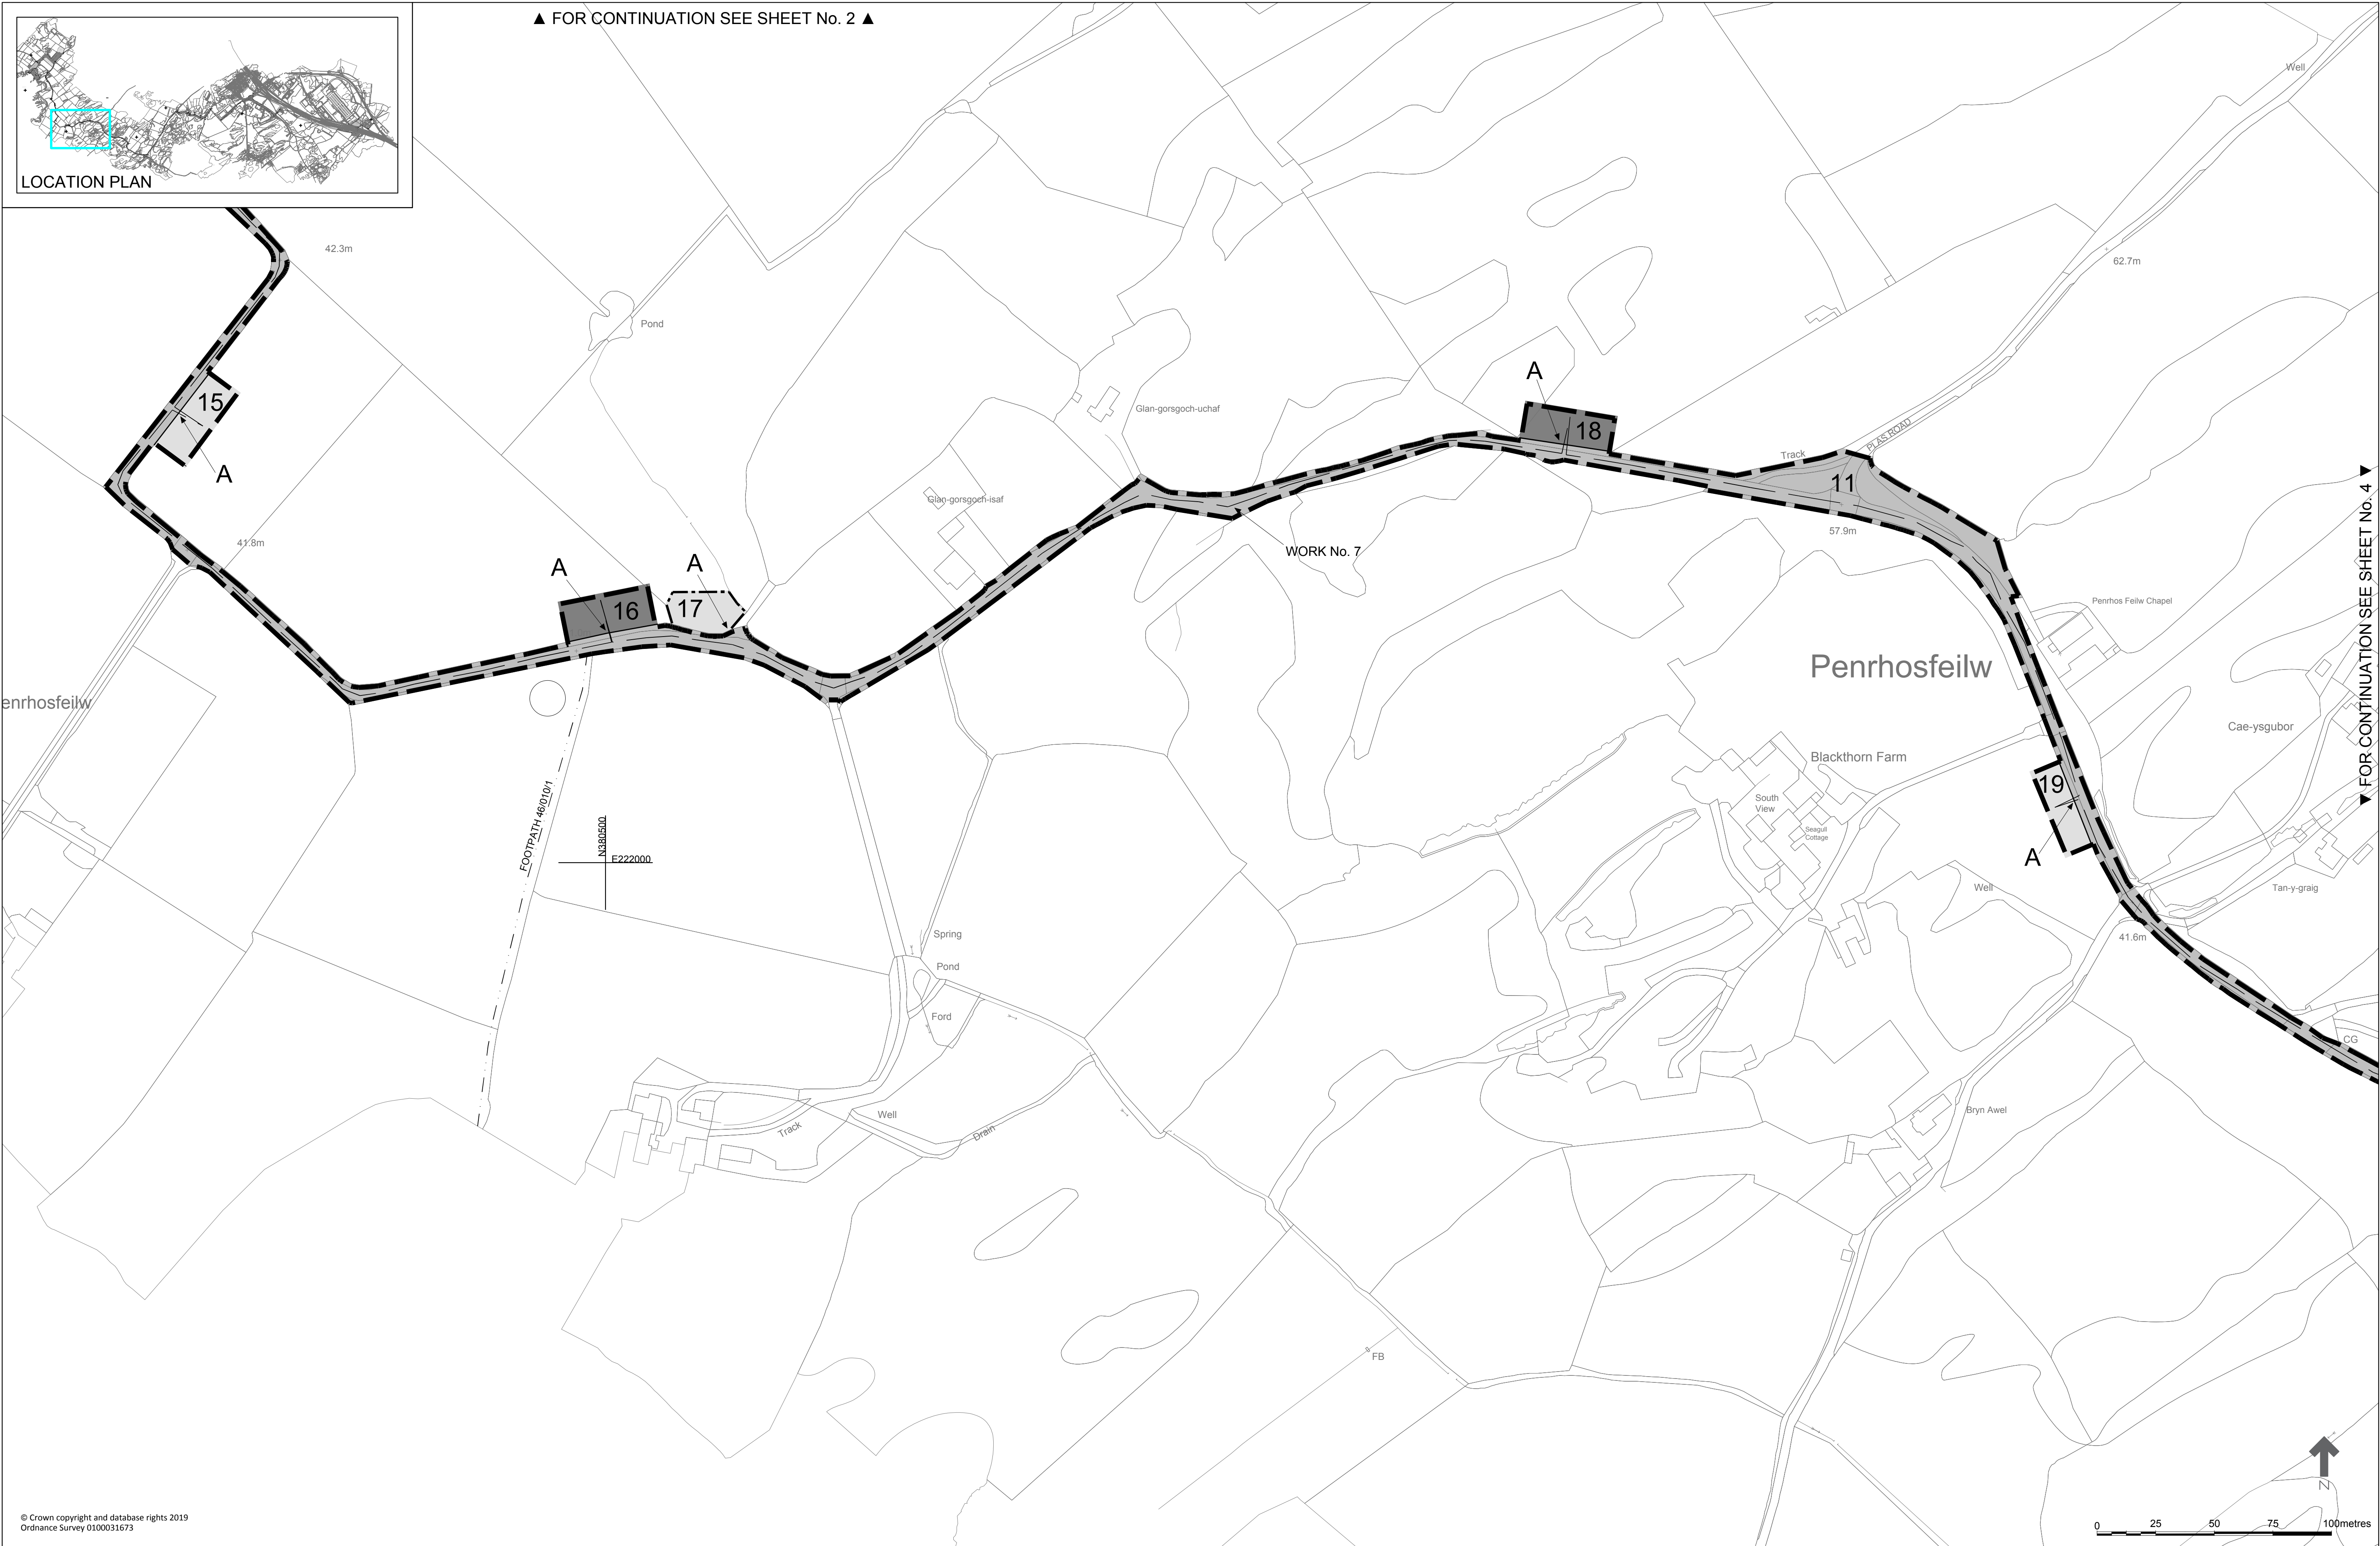 ▲ FOR CONTINUATION SEE SHEET No. 2 ▲
LOCATION PLAN
Well
42.3m
62.7m
Pond
15
A
A
18
Glan-gorsgoch-uchaf
Track
PLAS ROAD
11
57.9m
Glan-gorsgoch-isaf
41.8m
WORK No. 7
A
A
16
17
▼ FOR CONTINUATION SEE SHEET No. 4 ▼
Penrhos Feilw Chapel
Penrhosfeilw
enrhosfeilw
Cae-ysgubor
Blackthorn Farm
South
View
Seagull
Cottage
19
A
FOOTPATH 46/010/1
N380500
E222000
Well
Tan-y-graig
41.6m
Spring
Pond
Ford
CG
Well
Track
Drain
Bryn Awel
FB
N
© Crown copyright and database rights 2019
Ordnance Survey 0100031673
0 25 50 75 100metres